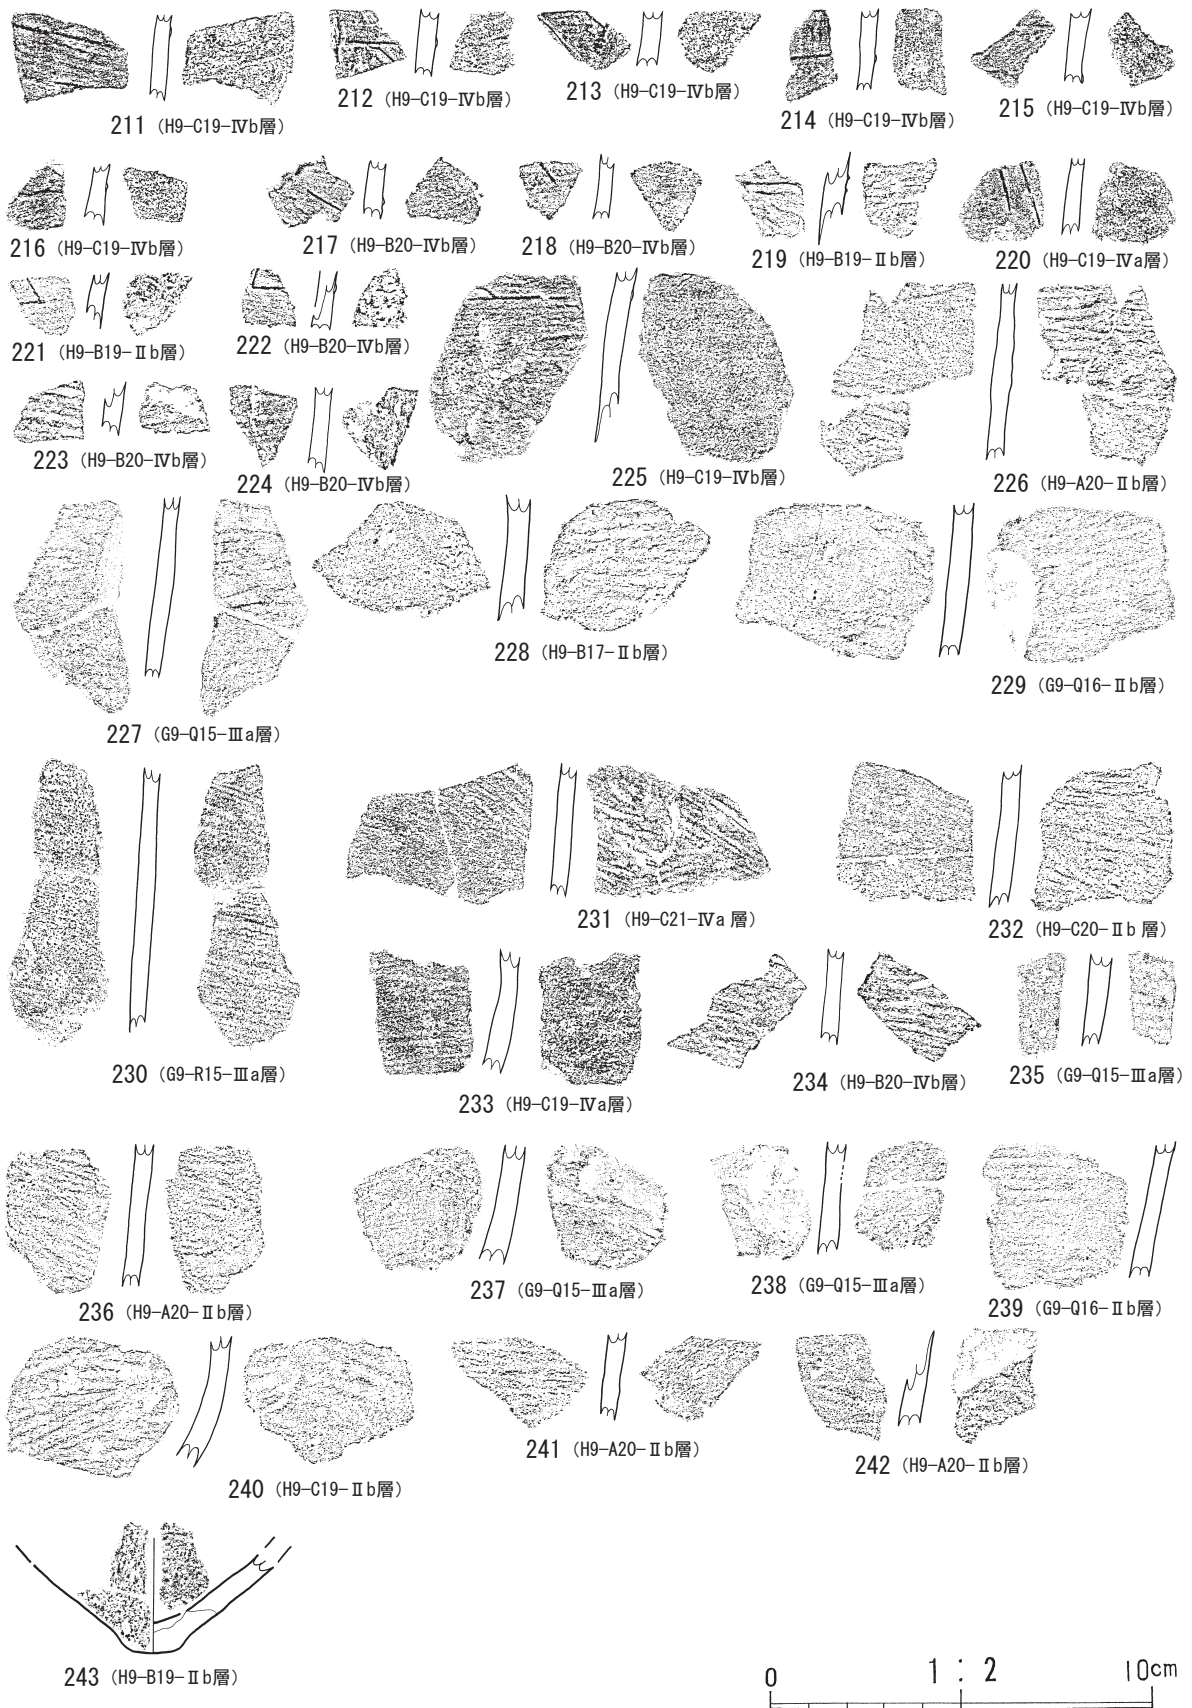 211 (H9-C19-Ⅳb層)
212 (H9-C19-Ⅳb層)
213 (H9-C19-Ⅳb層)
214 (H9-C19-Ⅳb層)
215 (H9-C19-Ⅳb層)
216 (H9-C19-Ⅳb層)
217 (H9-B20-Ⅳb層)
218 (H9-B20-Ⅳb層)
219 (H9-B19-Ⅱb層)
220 (H9-C19-Ⅳa層)
221 (H9-B19-Ⅱb層)
222 (H9-B20-Ⅳb層)
223 (H9-B20-Ⅳb層)
224 (H9-B20-Ⅳb層)
225 (H9-C19-Ⅳb層)
226 (H9-A20-Ⅱb層)
227 (G9-Q15-Ⅲa層)
228 (H9-B17-Ⅱb層)
229 (G9-Q16-Ⅱb層)
230 (G9-R15-Ⅲa層)
231 (H9-C21-Ⅳa 層)
232 (H9-C20-Ⅱb 層)
233 (H9-C19-Ⅳa層)
234 (H9-B20-Ⅳb層)
235 (G9-Q15-Ⅲa層)
236 (H9-A20-Ⅱb層)
237 (G9-Q15-Ⅲa層)
238 (G9-Q15-Ⅲa層)
239 (G9-Q16-Ⅱb層)
240 (H9-C19-Ⅱb層)
241 (H9-A20-Ⅱb層)
242 (H9-A20-Ⅱb層)
243 (H9-B19-Ⅱb層)
0 1:2 10cm